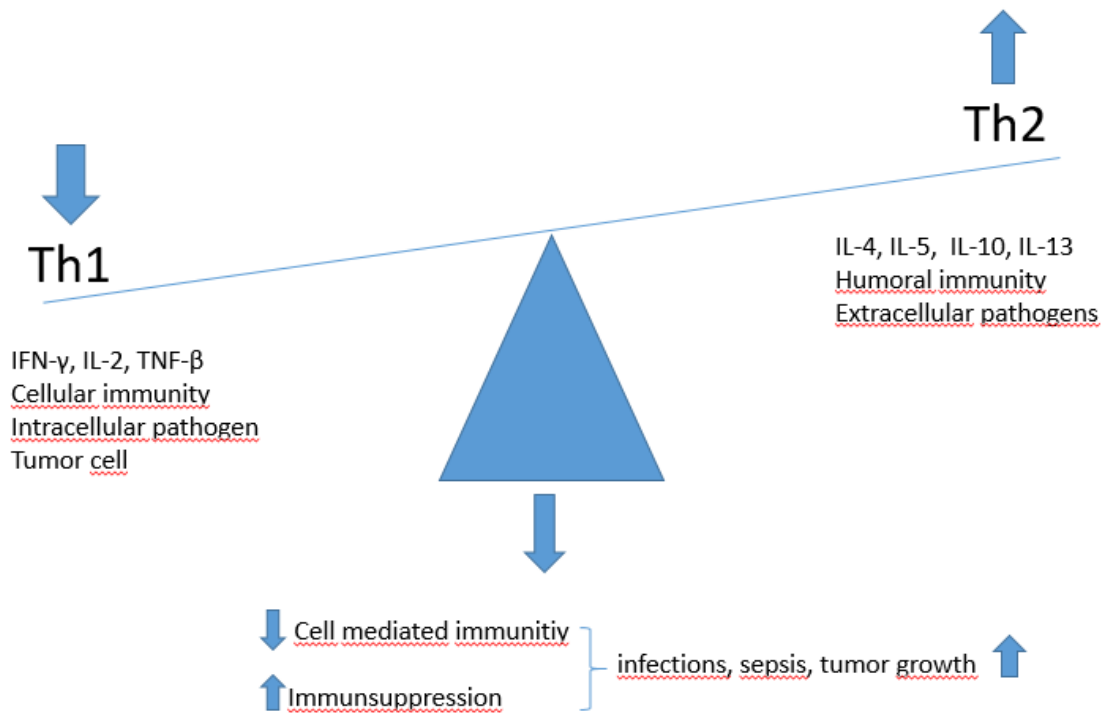 Th2
Th1
IL-4, IL-5, IL-10, IL-13
Humoral immunity
Extracellular pathogens
IFN-γ, IL-2, TNF-β
Cellular immunity
Intracellular pathogen
Tumor cell
Cell mediated immunitiy
infections, sepsis, tumor growth
Immunsuppression